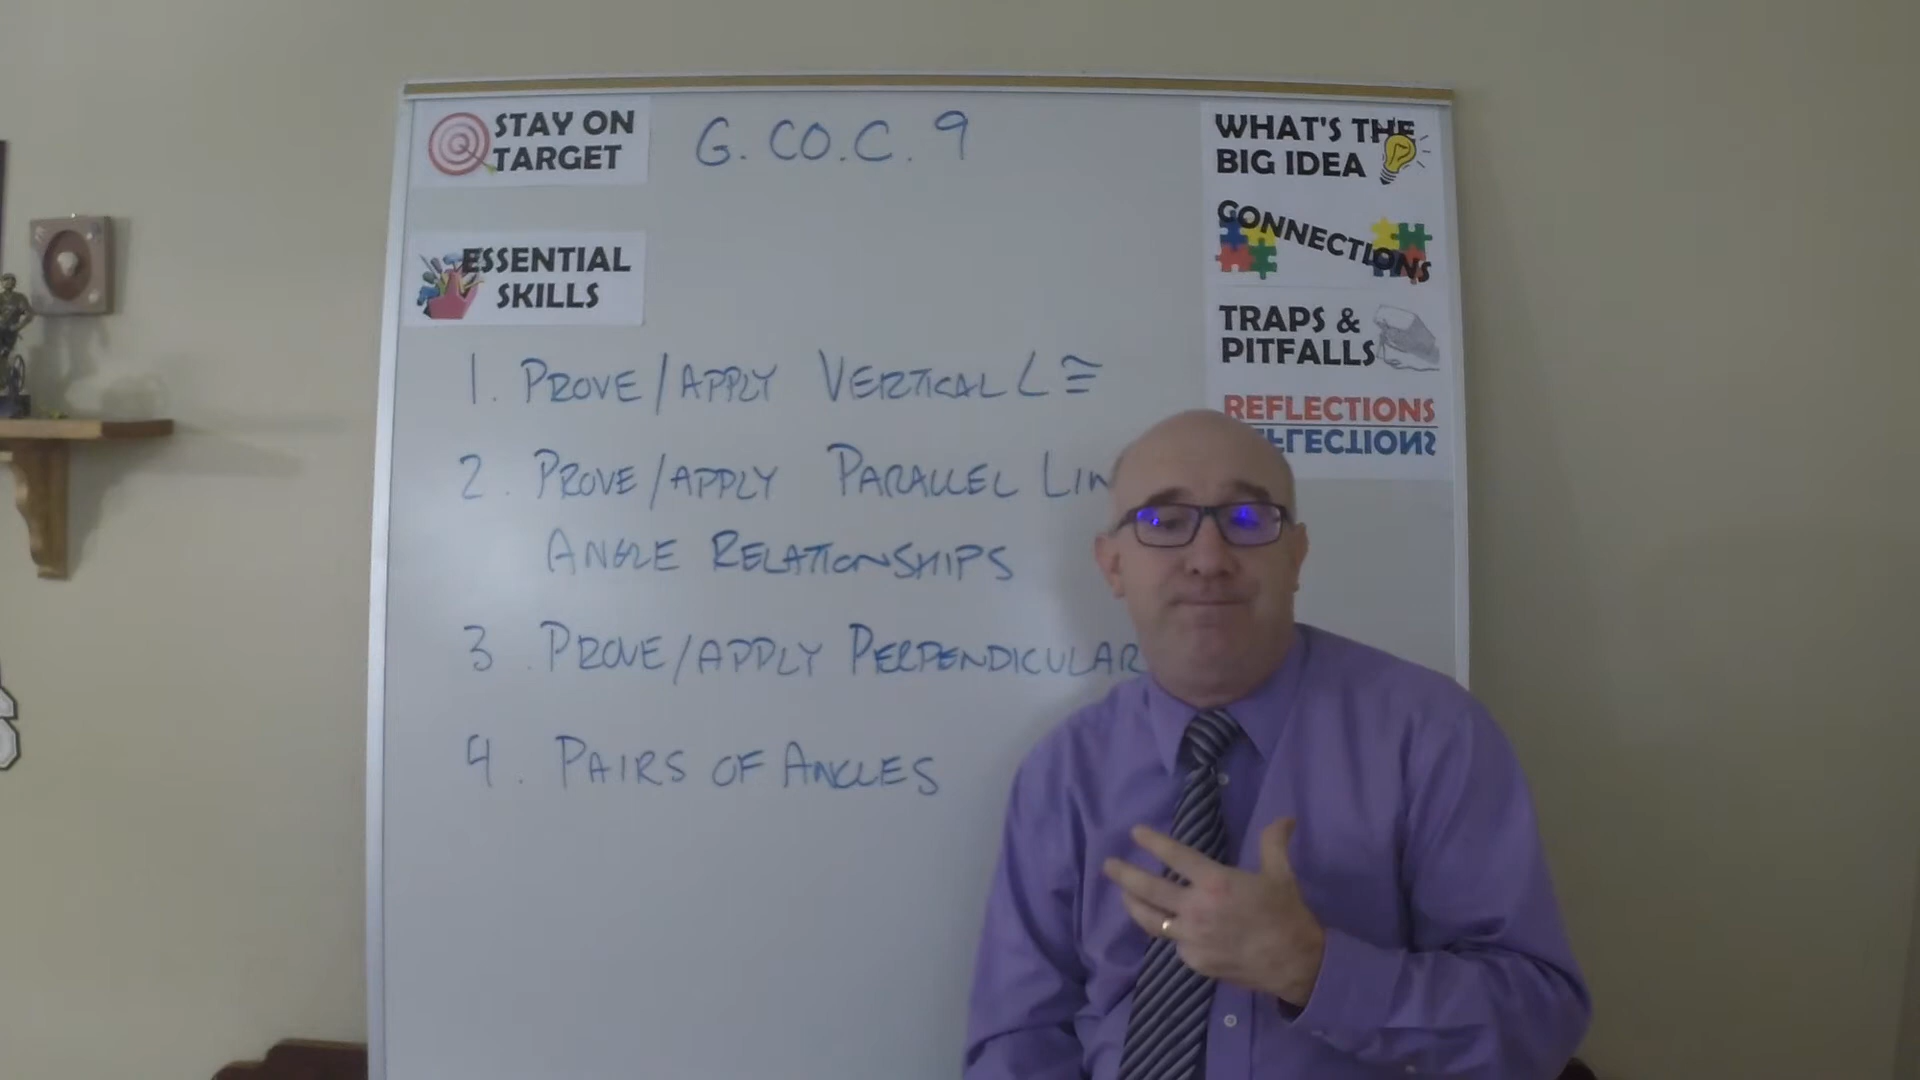 STAY ON
TARGET
G. CO. C. 9
ESSENTIAL
SKILLS
1. PROVE/APPLY VERTICAL ∠ ≅
2. PROVE/APPLY PARALLEL LIN
ANGLE RELATIONSHIPS
3. PROVE/APPLY PERPENDICULAR
4. PAIRS OF ANGLES
WHAT'S THE
BIG IDEA
CONNECTIONS
TRAPS &
PITFALLS
REFLECTIONS